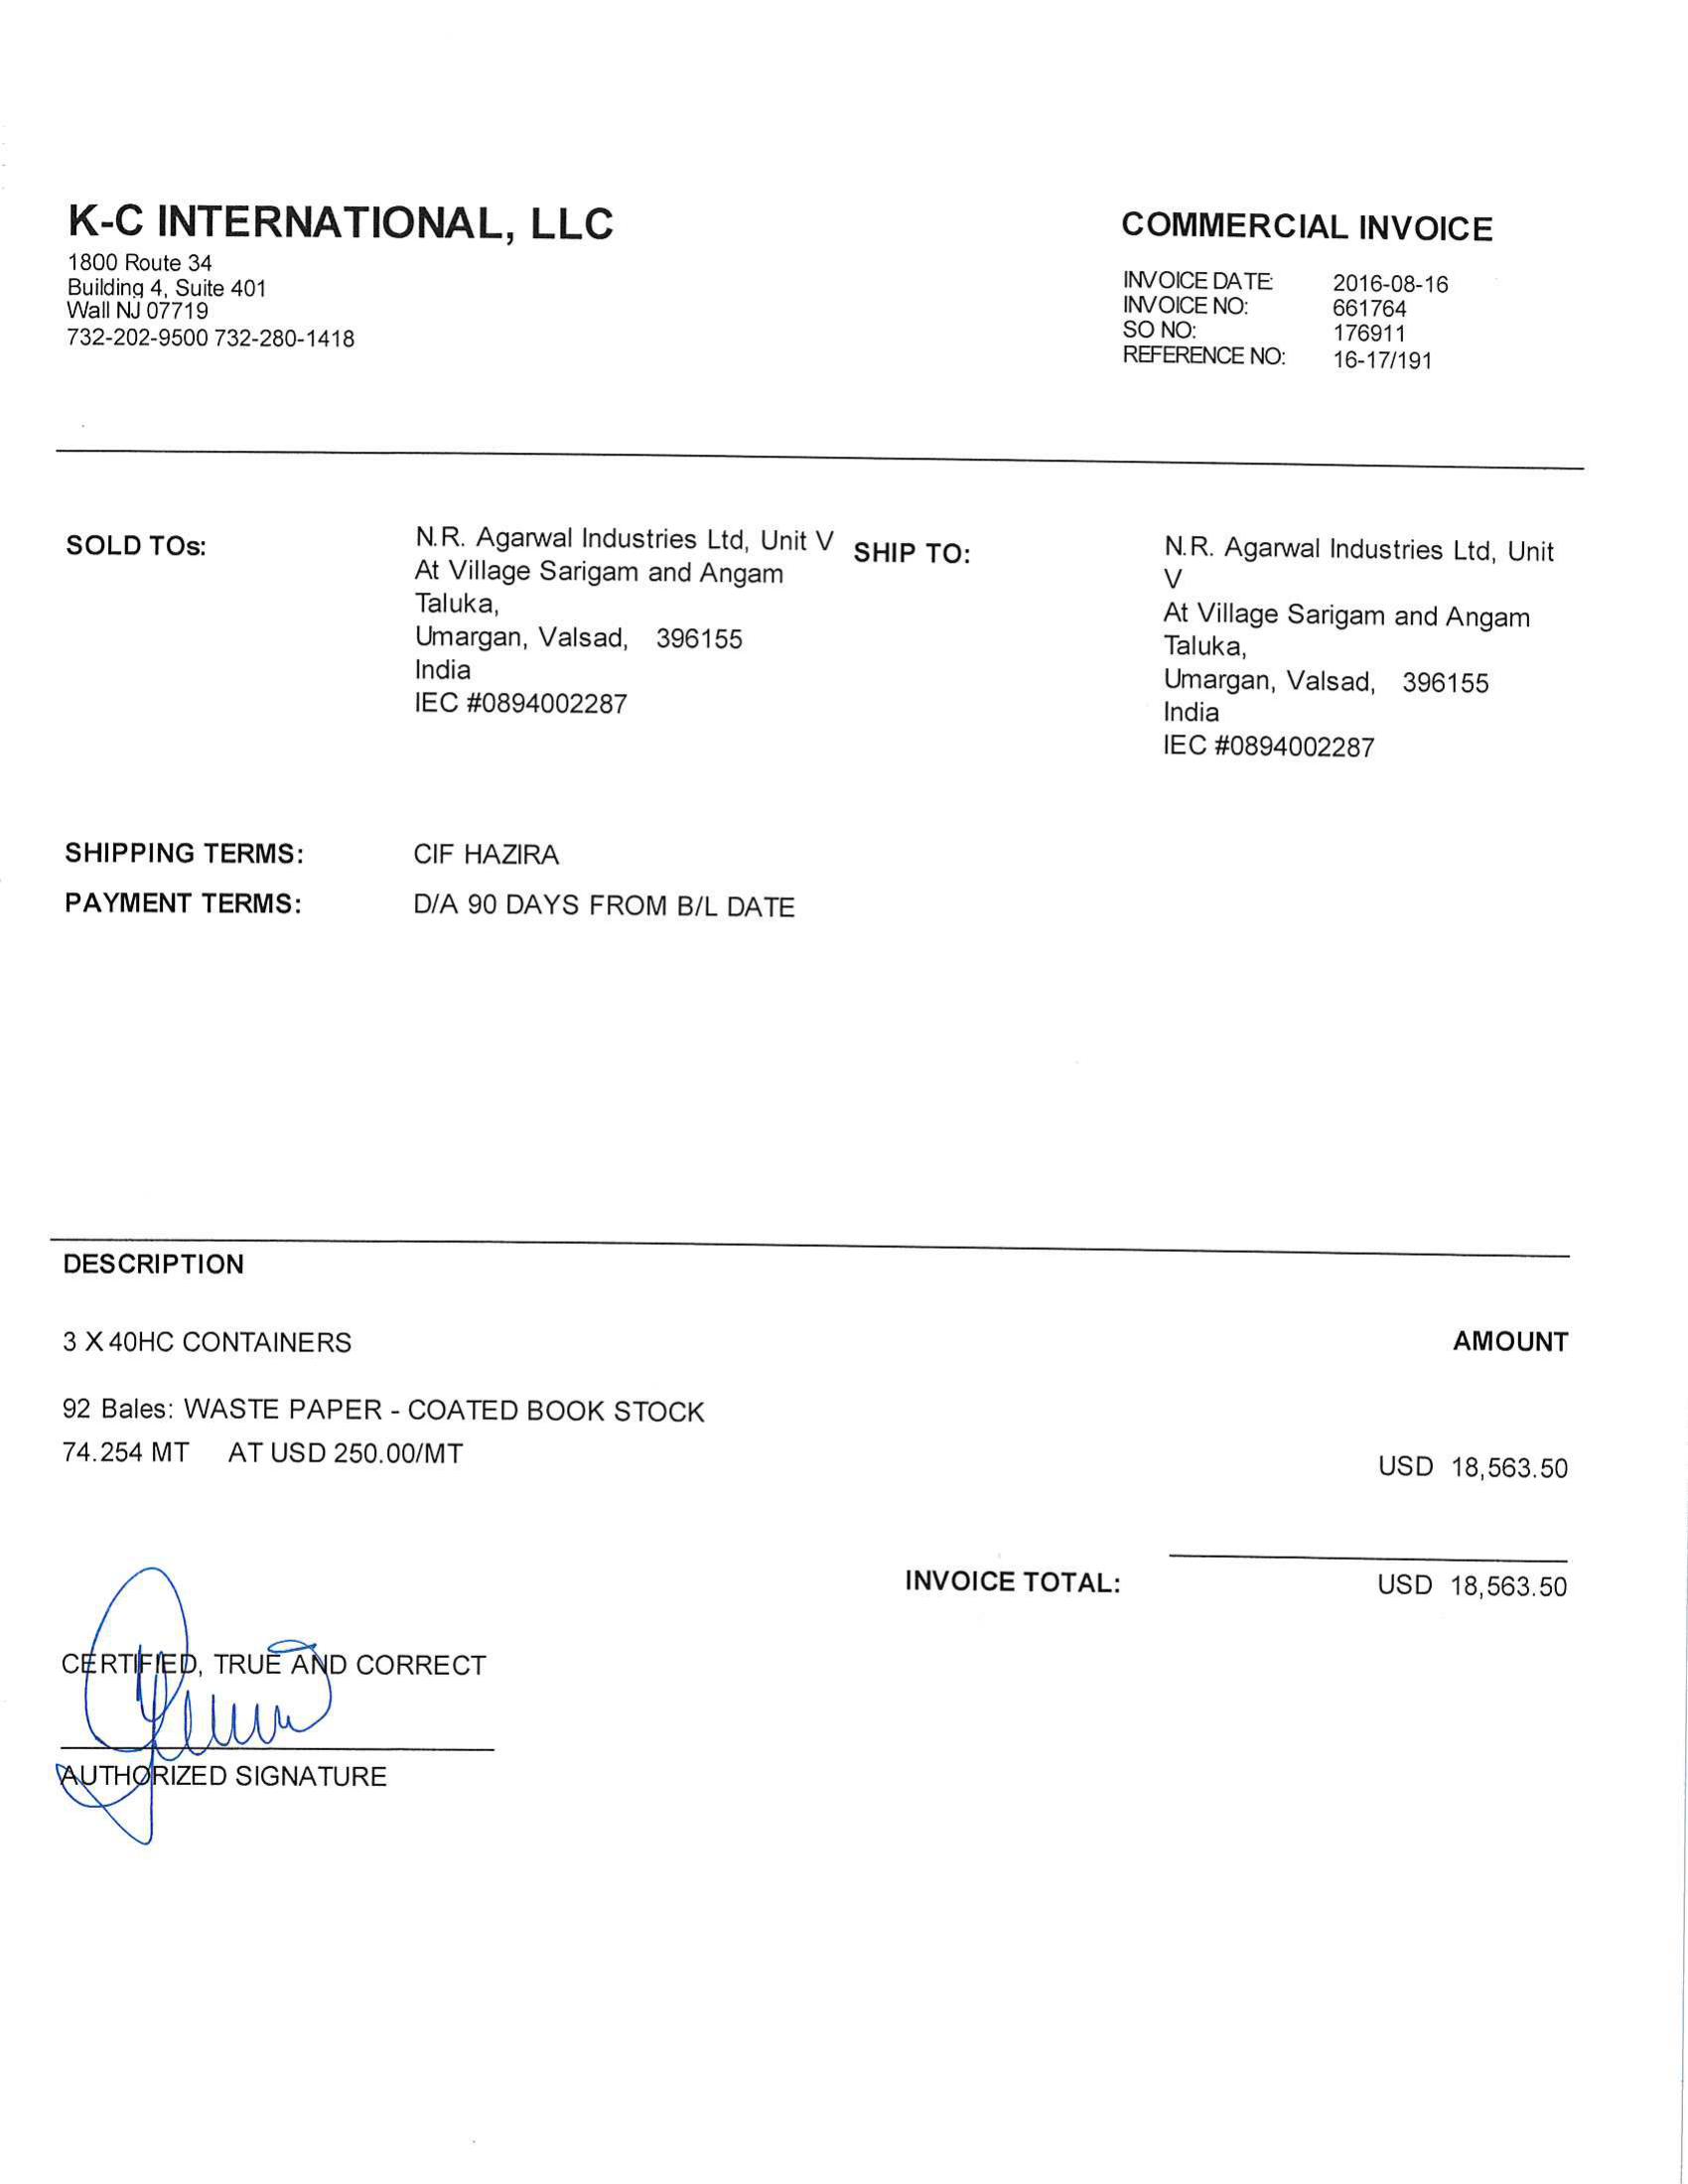 K-C INTERNATIONAL, LLC
1800 Route 34
Building 4, Suite 401
Wall NJ 07719
732-202-9500 732-280-1418
COMMERCIAL INVOICE
INVOICE DATE: 2016-08-16
INVOICE NO: 661764
SO NO: 176911
REFERENCE NO: 16-17/191
SOLD TOs:
N.R. Agarwal Industries Ltd, Unit V
At Village Sarigam and Angam
Taluka,
Umargan, Valsad, 396155
India
IEC #0894002287
SHIP TO:
N.R. Agarwal Industries Ltd, Unit
V
At Village Sarigam and Angam
Taluka,
Umargan, Valsad, 396155
India
IEC #0894002287
SHIPPING TERMS: CIF HAZIRA
PAYMENT TERMS: D/A 90 DAYS FROM B/L DATE
DESCRIPTION
3 X 40HC CONTAINERS AMOUNT
92 Bales: WASTE PAPER - COATED BOOK STOCK
74.254 MT AT USD 250.00/MT USD 18,563.50
INVOICE TOTAL: USD 18,563.50
CERTIFIED, TRUE AND CORRECT
AUTHORIZED SIGNATURE